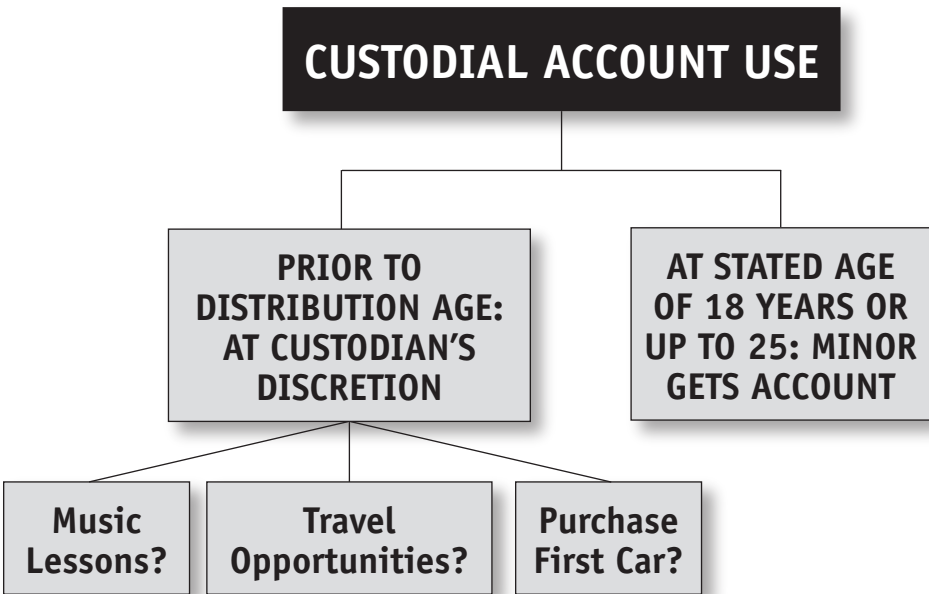 CUSTODIAL ACCOUNT USE
PRIOR TO
DISTRIBUTION AGE:
AT CUSTODIAN’S
DISCRETION
AT STATED AGE
OF 18 YEARS OR
UP TO 25: MINOR
GETS ACCOUNT
Music
Lessons?
Travel
Opportunities?
Purchase
First Car?